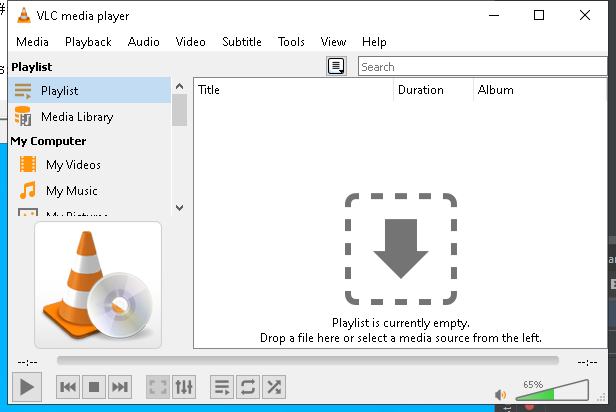 #
VLC media player
Media Playback Audio Video Subtitle Tools View Help
Playlist
Search
Playlist
Title Duration Album
Media Library
My Computer
My Videos
My Music
My Pictures
Playlist is currently empty.
Drop a file here or select a media source from the left.
--:-- --:--
65%